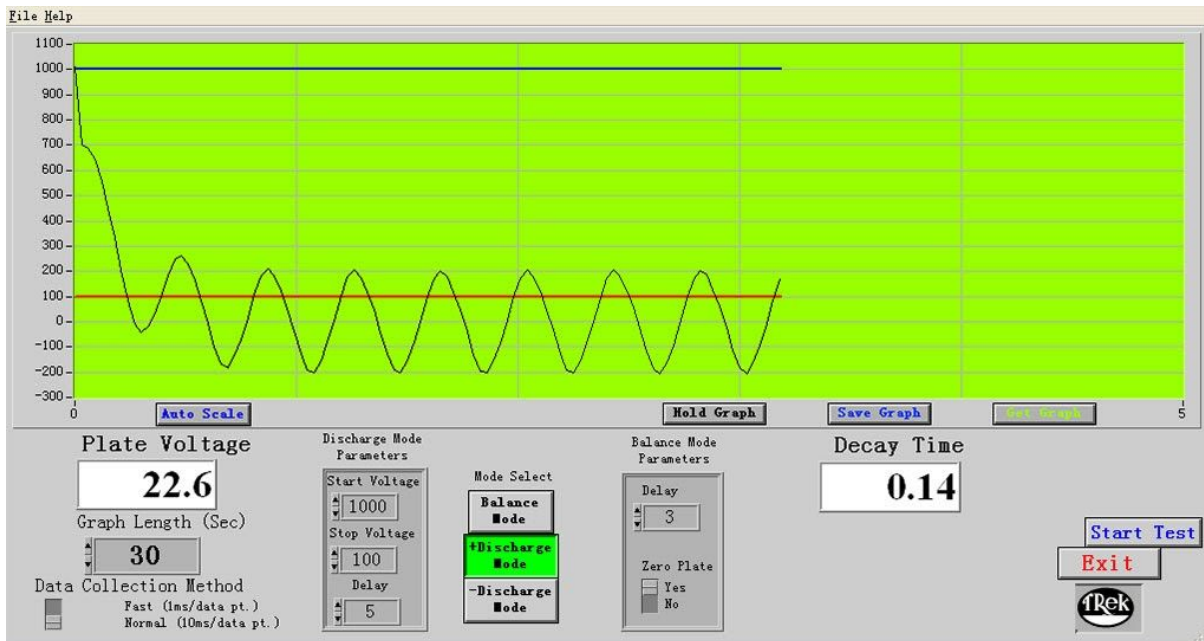 File Help
1100
1000
900
800
700
600
500
400
300
200
100
0
-100
-200
-300
0
5
Auto Scale
Hold Graph
Save Graph
Get Graph
Plate Voltage
22.6
Graph Length (Sec)
30
Data Collection Method
Fast (1ms/data pt.)
Normal (10ms/data pt.)
Discharge Mode
Parameters
Start Voltage
1000
Stop Voltage
100
Delay
5
Mode Select
Balance
Mode
+Discharge
Mode
-Discharge
Mode
Balance Mode
Parameters
Delay
3
Zero Plate
Yes
No
Decay Time
0.14
Start Test
Exit
TRek